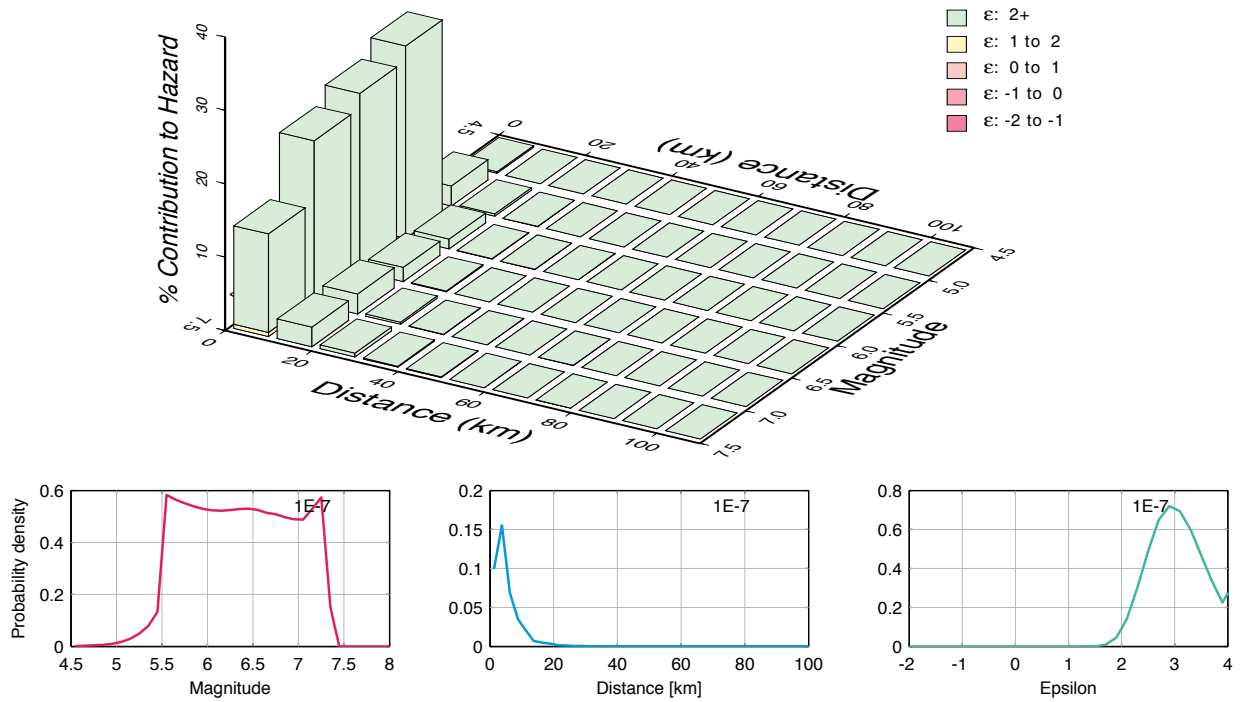 % Contribution to Hazard
40
30
20
10
ε: 2+
ε: 1 to 2
ε: 0 to 1
ε: -1 to 0
ε: -2 to -1
4.5
0
20
40
60
80
100
Distance (km)
4.5
5.0
5.5
6.0
6.5
7.0
7.5
Magnitude
7.5
0
20
40
60
80
100
Distance (km)
Probability density
0.6
0.4
0.2
0
1E-7
4.5 5 5.5 6 6.5 7 7.5 8
Magnitude
0.2
0.15
0.1
0.05
0
1E-7
0 20 40 60 80 100
Distance [km]
0.8
0.6
0.4
0.2
0
1E-7
-2 -1 0 1 2 3 4
Epsilon